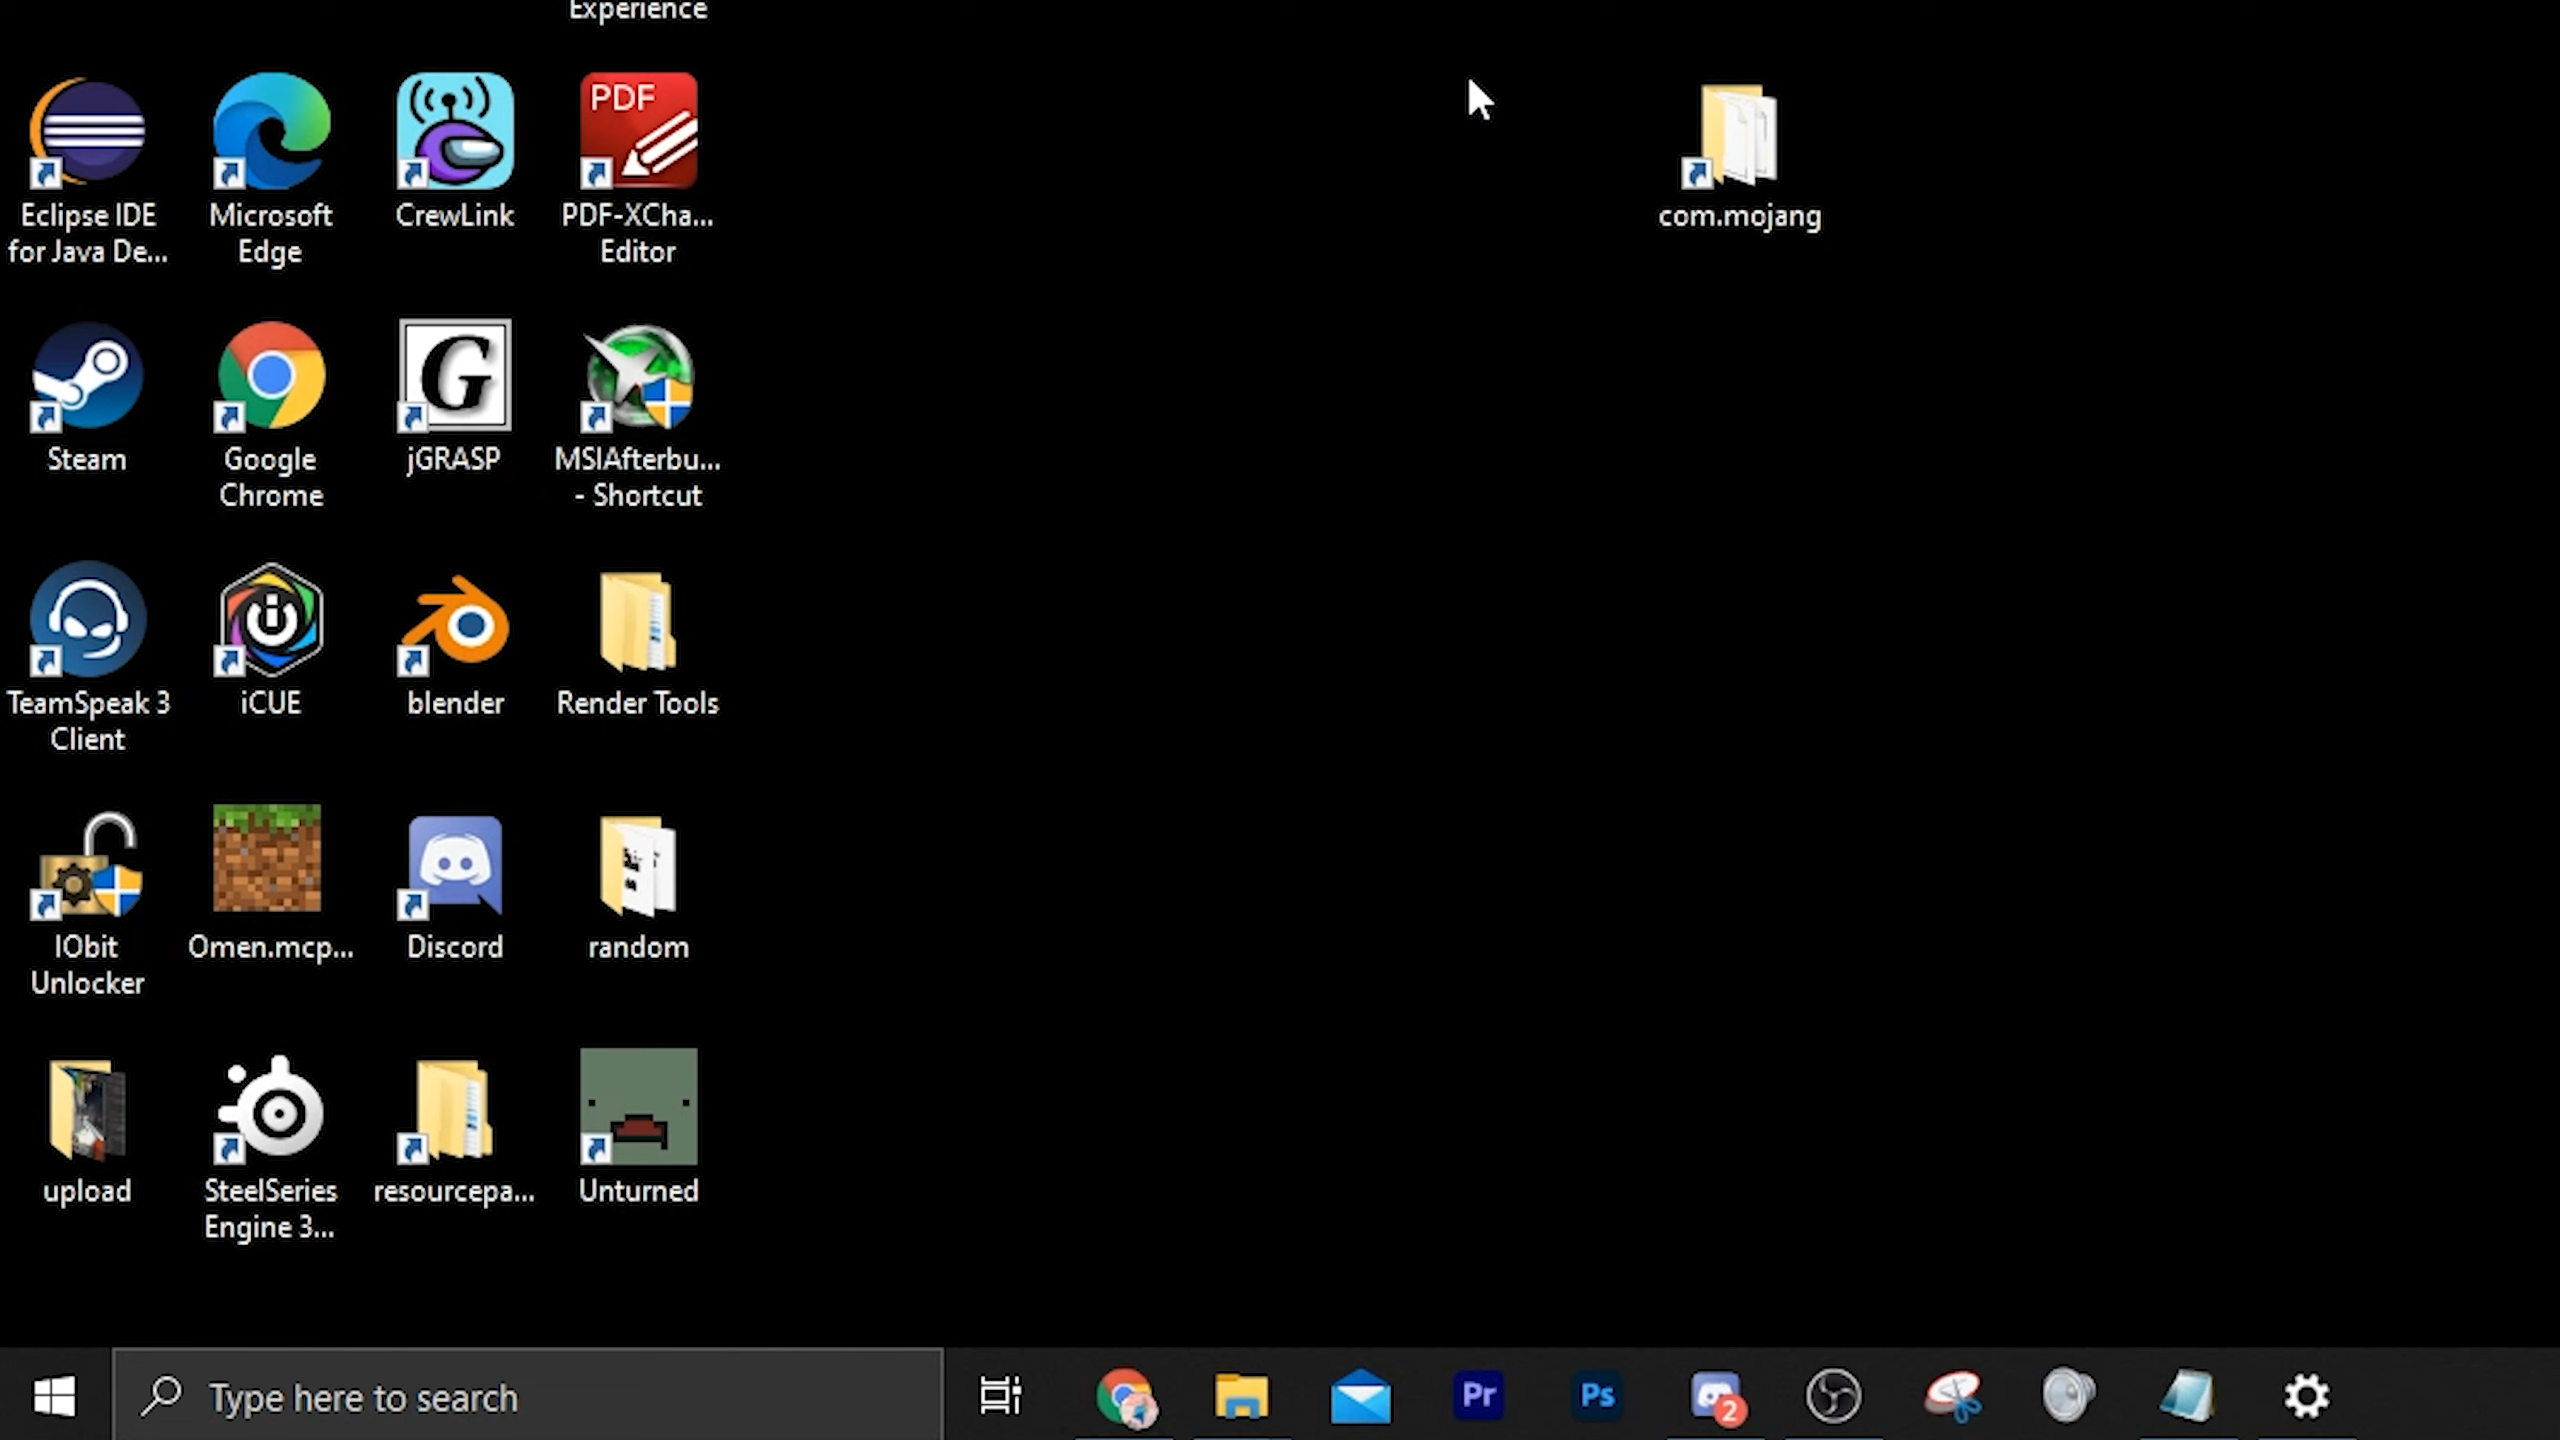 Experience
Eclipse IDE
for Java De...
Microsoft
Edge
CrewLink
PDF
PDF-XCha...
Editor
com.mojang
Steam
Google
Chrome
G
jGRASP
MSIAfterbu...
- Shortcut
TeamSpeak 3
Client
iCUE
blender
Render Tools
IObit
Unlocker
Omen.mcp...
Discord
random
upload
SteelSeries
Engine 3...
resourcepa...
Unturned
Type here to search
Pr
Ps
2